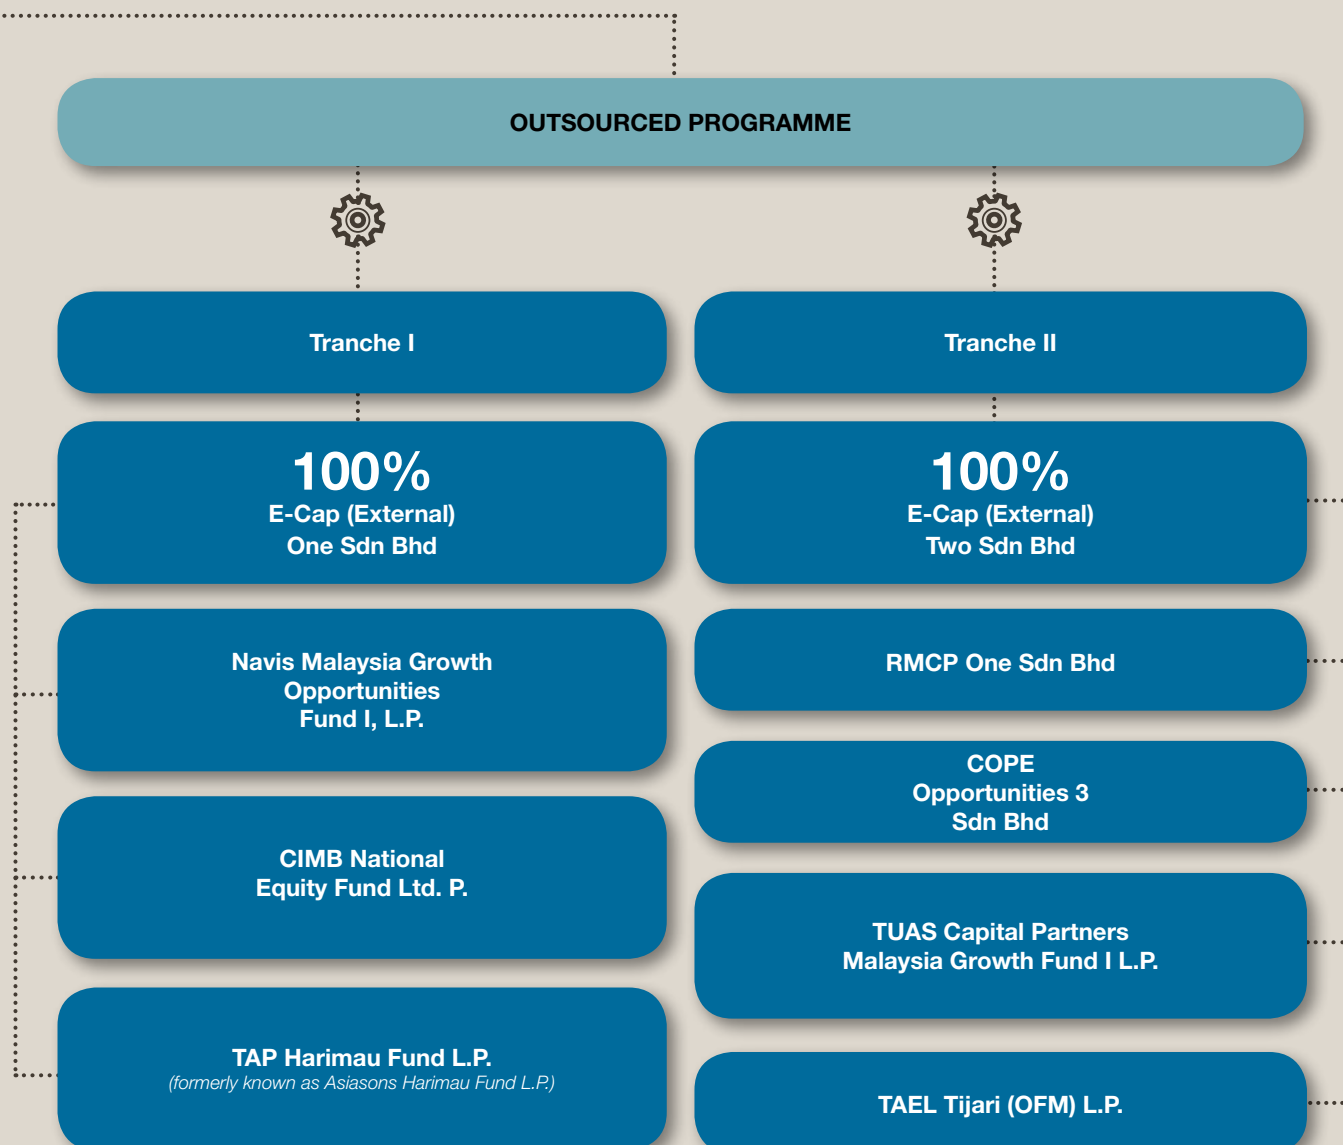 OUTSOURCED PROGRAMME
Tranche I
100%
E-Cap (External)
One Sdn Bhd
Navis Malaysia Growth
Opportunities
Fund I, L.P.
CIMB National
Equity Fund Ltd. P.
TAP Harimau Fund L.P.
(formerly known as Asiasons Harimau Fund L.P.)
Tranche II
100%
E-Cap (External)
Two Sdn Bhd
RMCP One Sdn Bhd
COPE
Opportunities 3
Sdn Bhd
TUAS Capital Partners
Malaysia Growth Fund I L.P.
TAEL Tijari (OFM) L.P.